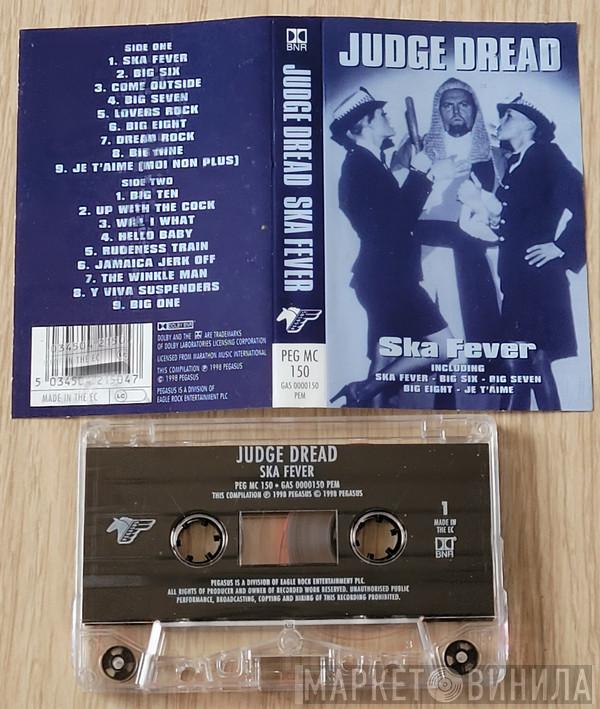 SIDE ONE
1. SKA FEVER
2. BIG SIX
3. COME OUTSIDE
4. BIG SEVEN
5. LOVERS ROCK
6. BIG EIGHT
7. DREAD ROCK
8. BIG NINE
9. JE T'AIME (MOI NON PLUS)
SIDE TWO
1. BIG TEN
2. UP WITH THE COCK
3. WILL I WHAT
4. HELLO BABY
5. RUDENESS TRAIN
6. JAMAICA JERK OFF
7. THE WINKLE MAN
8. Y VIVA SUSPENDERS
9. BIG ONE
IN THE EC
5 03450 215047
MADE IN THE EC
LC
DOLBY AND THE DD ARE TRADEMARKS
OF DOLBY LABORATORIES LICENSING CORPORATION
LICENSED FROM MARATHON MUSIC INTERNATIONAL
THIS COMPILATION ℗ 1998 PEGASUS
© 1998 PEGASUS
PEGASUS IS A DIVISION OF
EAGLE ROCK ENTERTAINMENT PLC
BNR
JUDGE DREAD SKA FEVER
PEG MC
150
GAS 0000150
PEM
JUDGE DREAD
Ska Fever
INCLUDING
SKA FEVER - BIG SIX - BIG SEVEN
BIG EIGHT - JE T'AIME
JUDGE DREAD
SKA FEVER
PEG MC 150 • GAS 0000150 PEM
THIS COMPILATION ℗ 1998 PEGASUS © 1998 PEGASUS
1
MADE IN
THE EC
BNR
PEGASUS IS A DIVISION OF EAGLE ROCK ENTERTAINMENT PLC.
ALL RIGHTS OF PRODUCER AND OWNER OF RECORDED WORK RESERVED. UNAUTHORISED PUBLIC
PERFORMANCE, BROADCASTING, COPYING AND HIRING OF THIS RECORDING PROHIBITED.
МАРКЕТ ВИНИЛА